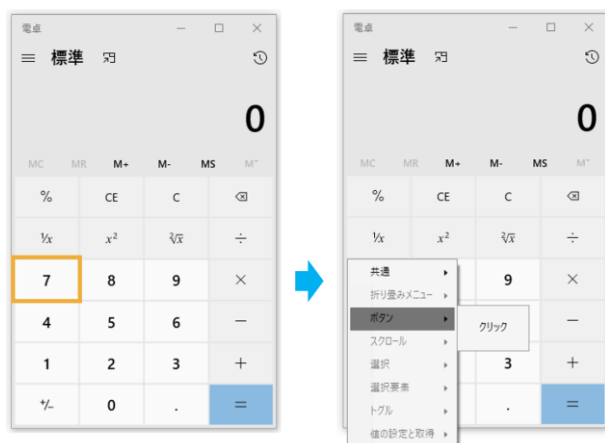 電卓
標準
0
MC MR M+ M- MS M˅
% CE C
¹/x x² ²√x ÷
7 8 9 ×
4 5 6 −
1 2 3 +
+/− 0 . =
電卓
標準
0
MC MR M+ M- MS M˅
% CE C
¹/x x² ²√x ÷
共通
折り畳みメニュー
ボタン
スクロール
選択
選択要素
トグル
値の設定と取得
クリック
9 ×
−
3 +
. =